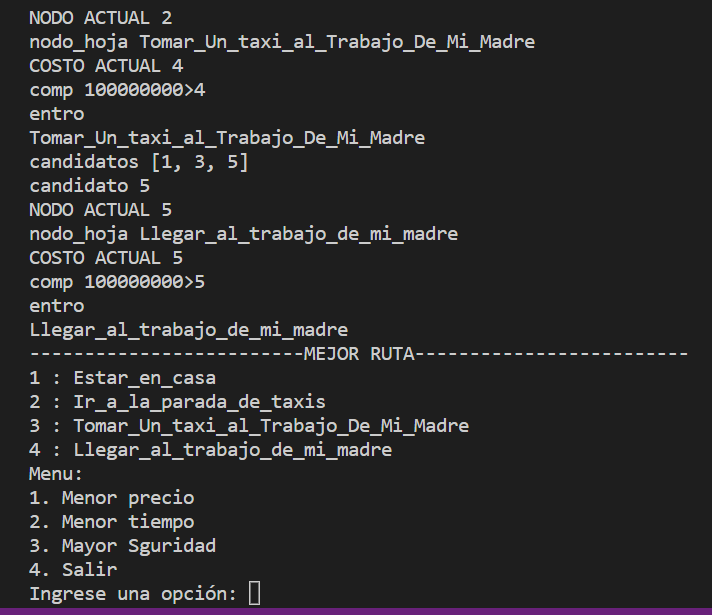 NODO ACTUAL 2
nodo_hoja Tomar_Un_taxi_al_Trabajo_De_Mi_Madre
COSTO ACTUAL 4
comp 100000000>4
entro
Tomar_Un_taxi_al_Trabajo_De_Mi_Madre
candidatos [1, 3, 5]
candidato 5
NODO ACTUAL 5
nodo_hoja Llegar_al_trabajo_de_mi_madre
COSTO ACTUAL 5
comp 100000000>5
entro
Llegar_al_trabajo_de_mi_madre
-------------------------MEJOR RUTA-------------------------
1 : Estar_en_casa
2 : Ir_a_la_parada_de_taxis
3 : Tomar_Un_taxi_al_Trabajo_De_Mi_Madre
4 : Llegar_al_trabajo_de_mi_madre
Menu:
1. Menor precio
2. Menor tiempo
3. Mayor Sguridad
4. Salir
Ingrese una opción: